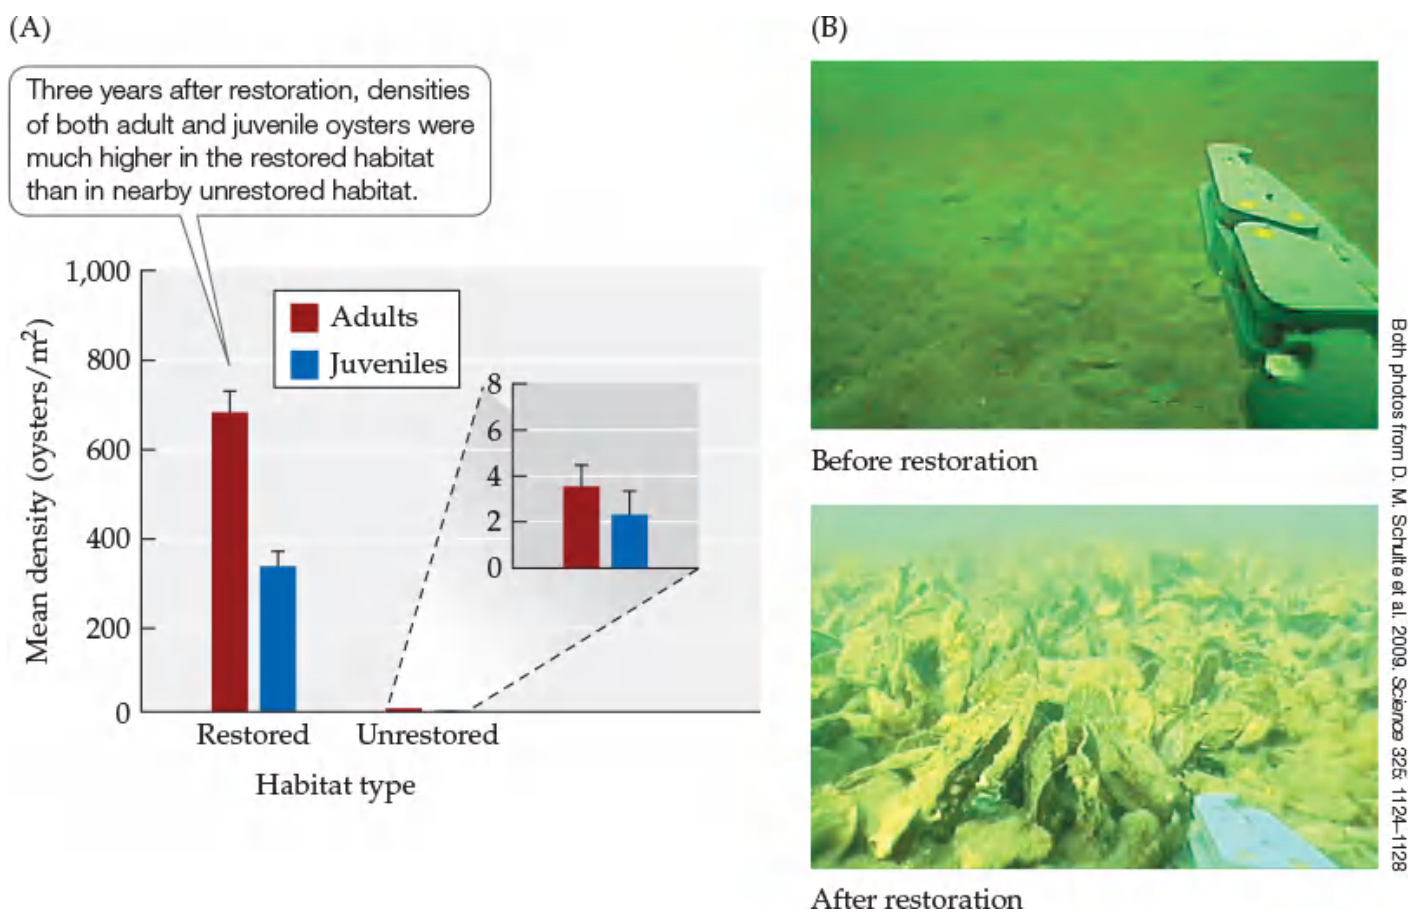 (A)
Three years after restoration, densities
of both adult and juvenile oysters were
much higher in the restored habitat
than in nearby unrestored habitat.
1,000
800
600
400
200
0
Mean density (oysters/m²)
Adults
Juveniles
8
6
4
2
0
Restored
Unrestored
Habitat type
(B)
Before restoration
After restoration
Both photos from D. M. Schulte et al. 2009. Science 325: 1124–1128